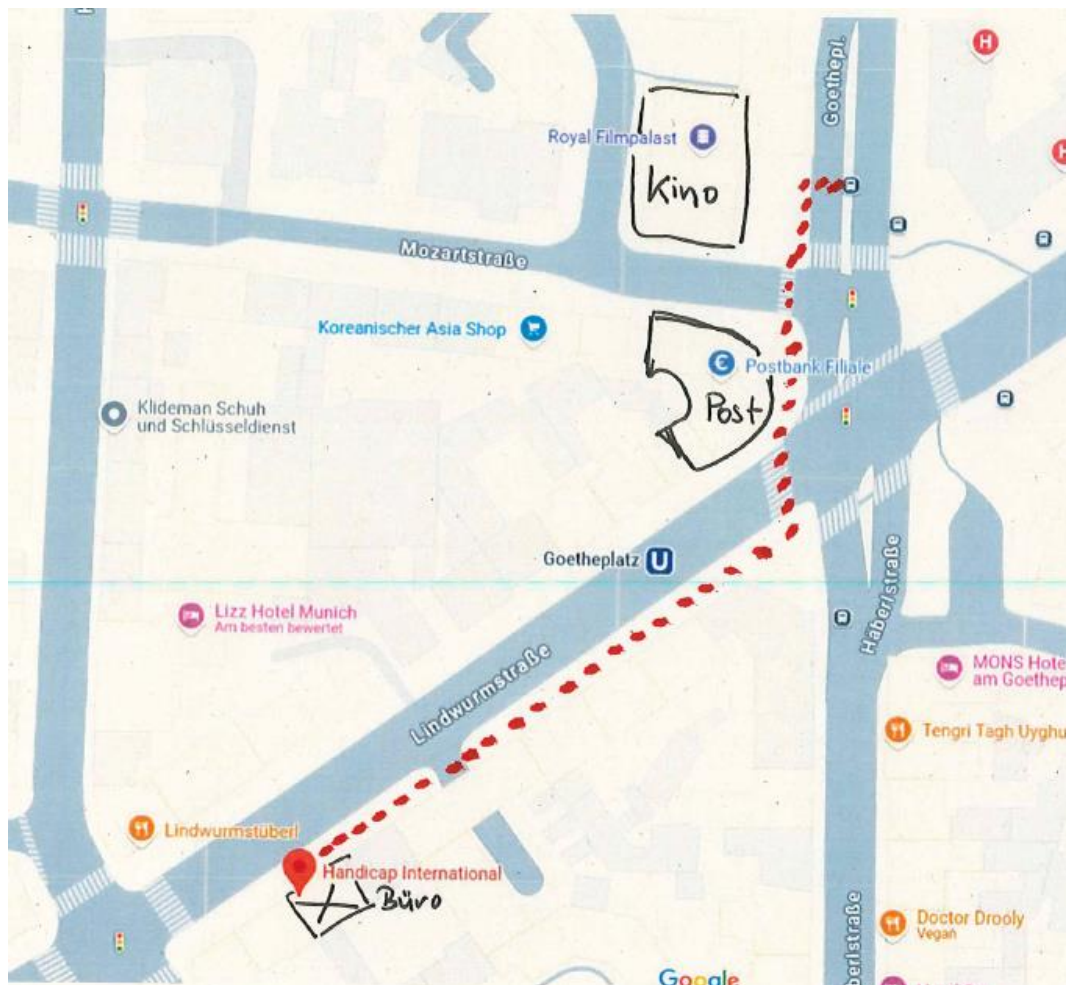 Goethepl.
H
H
Royal Filmpalast
Kino
Mozartstraße
Koreanischer Asia Shop
€ Postbank Filiale
Post
Klideman Schuh
und Schlüsseldienst
Goetheplatz U
Haberlstraße
Lizz Hotel Munich
Am besten bewertet
Lindwurmstraße
MONS Hote
am Goethep
Tengri Tagh Uyghu
Lindwurmstüberl
Handicap International
Büro
Doctor Drooly
Vegan
berlstraße
Google